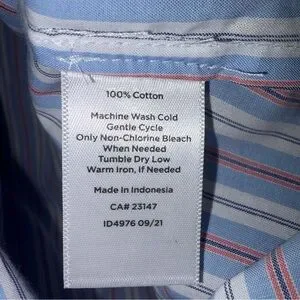 100% Cotton
Machine Wash Cold
Gentle Cycle
Only Non-Chlorine Bleach
When Needed
Tumble Dry Low
Warm Iron, if Needed
Made in Indonesia
CA# 23147
ID4976 09/21